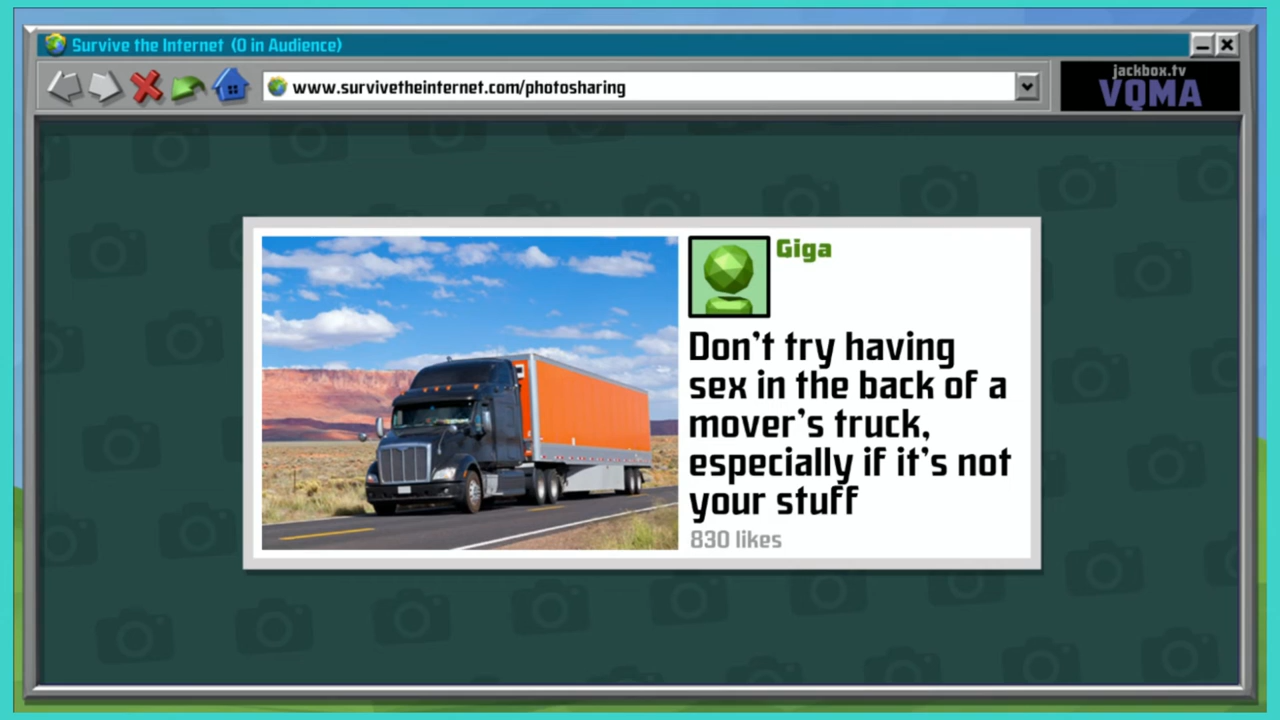 Survive the Internet (0 in Audience)
www.survivetheinternet.com/photosharing
jackbox.tv
VQMA
Giga
Don't try having
sex in the back of a
mover's truck,
especially if it's not
your stuff
830 likes